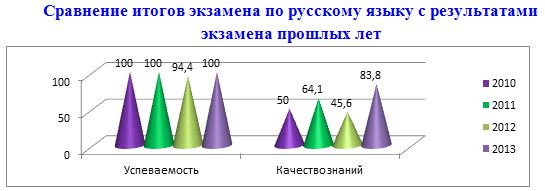 Сравнение итогов экзамена по русскому языку с результатами
экзамена прошлых лет
100 100 94,4 100
50 64,1 45,6 83,8
100
50
0
Успеваемость Качествознаний
2010
2011
2012
2013